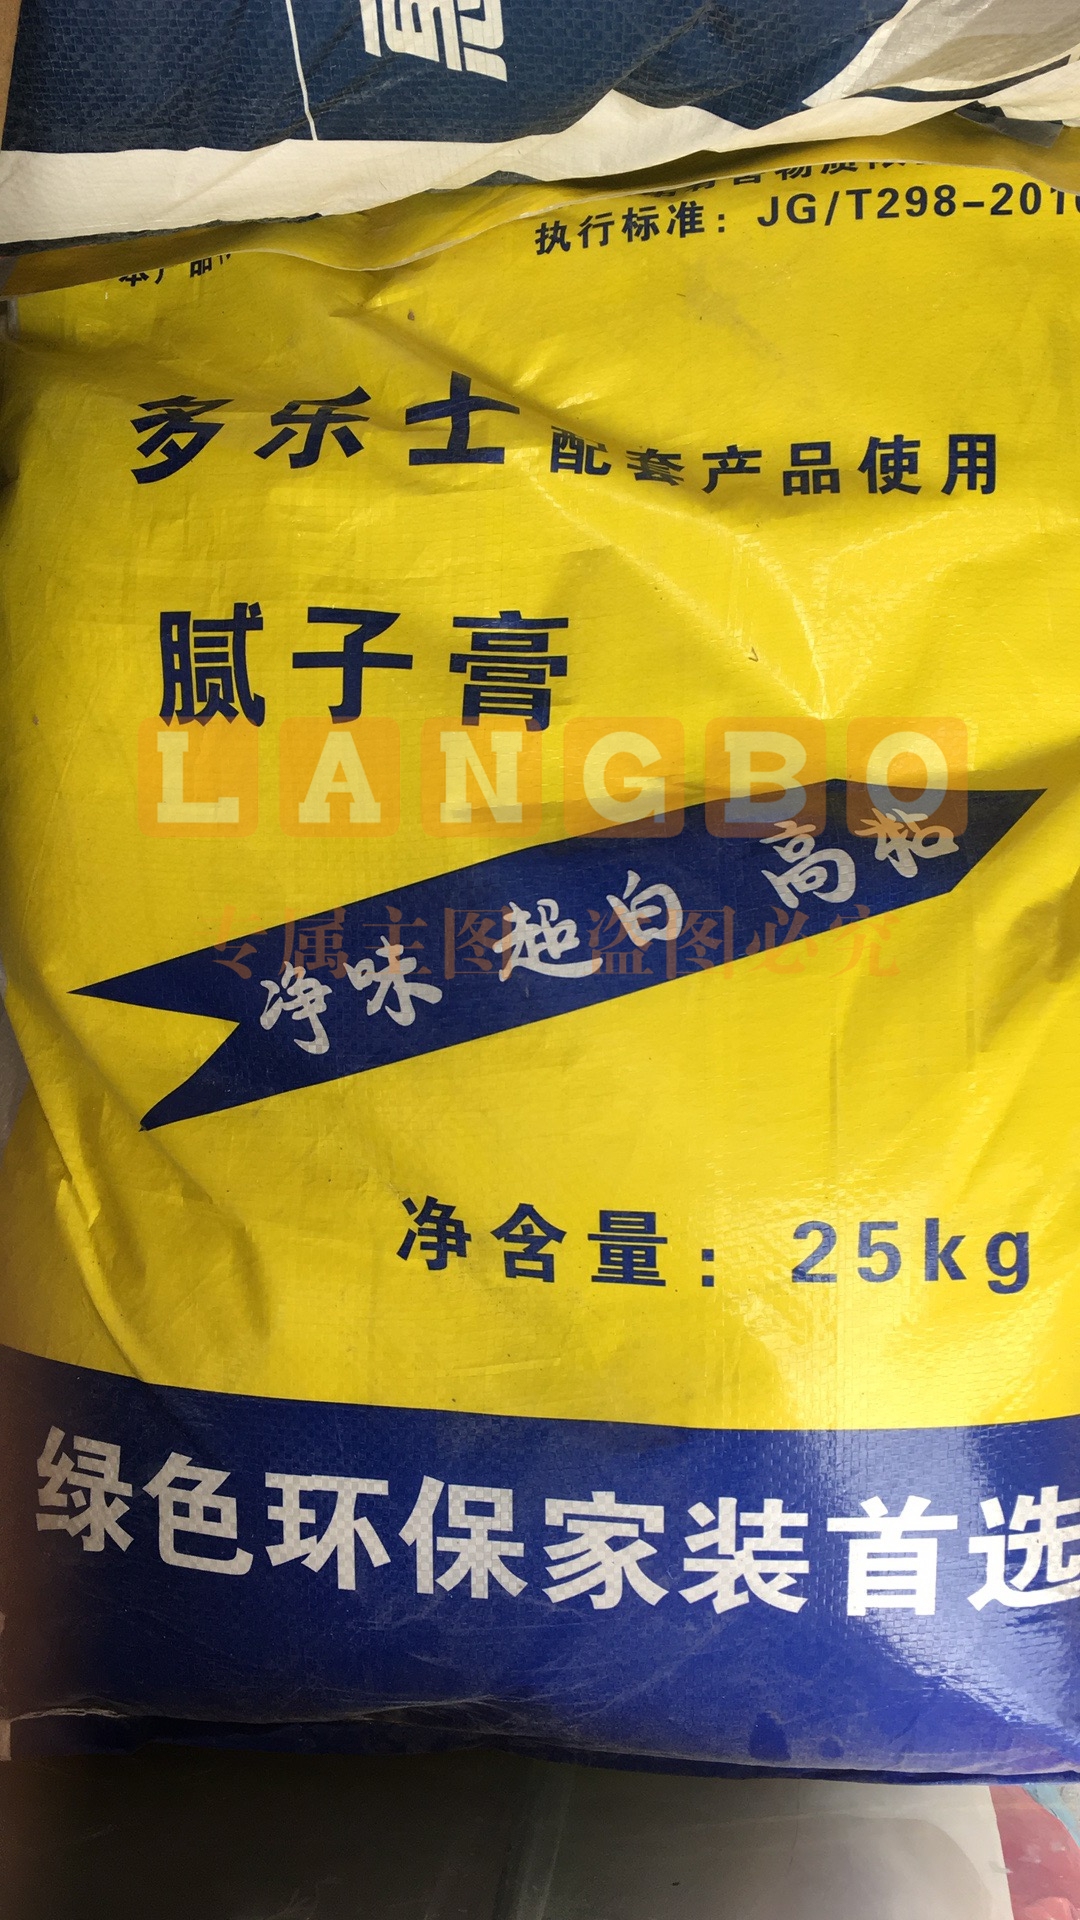 执行标准：JG/T298-201
多乐士配套产品使用
腻子膏
LANGBO
净味 超白 高粘
专属主图 盗图必究
净含量：25kg
绿色环保家装首选